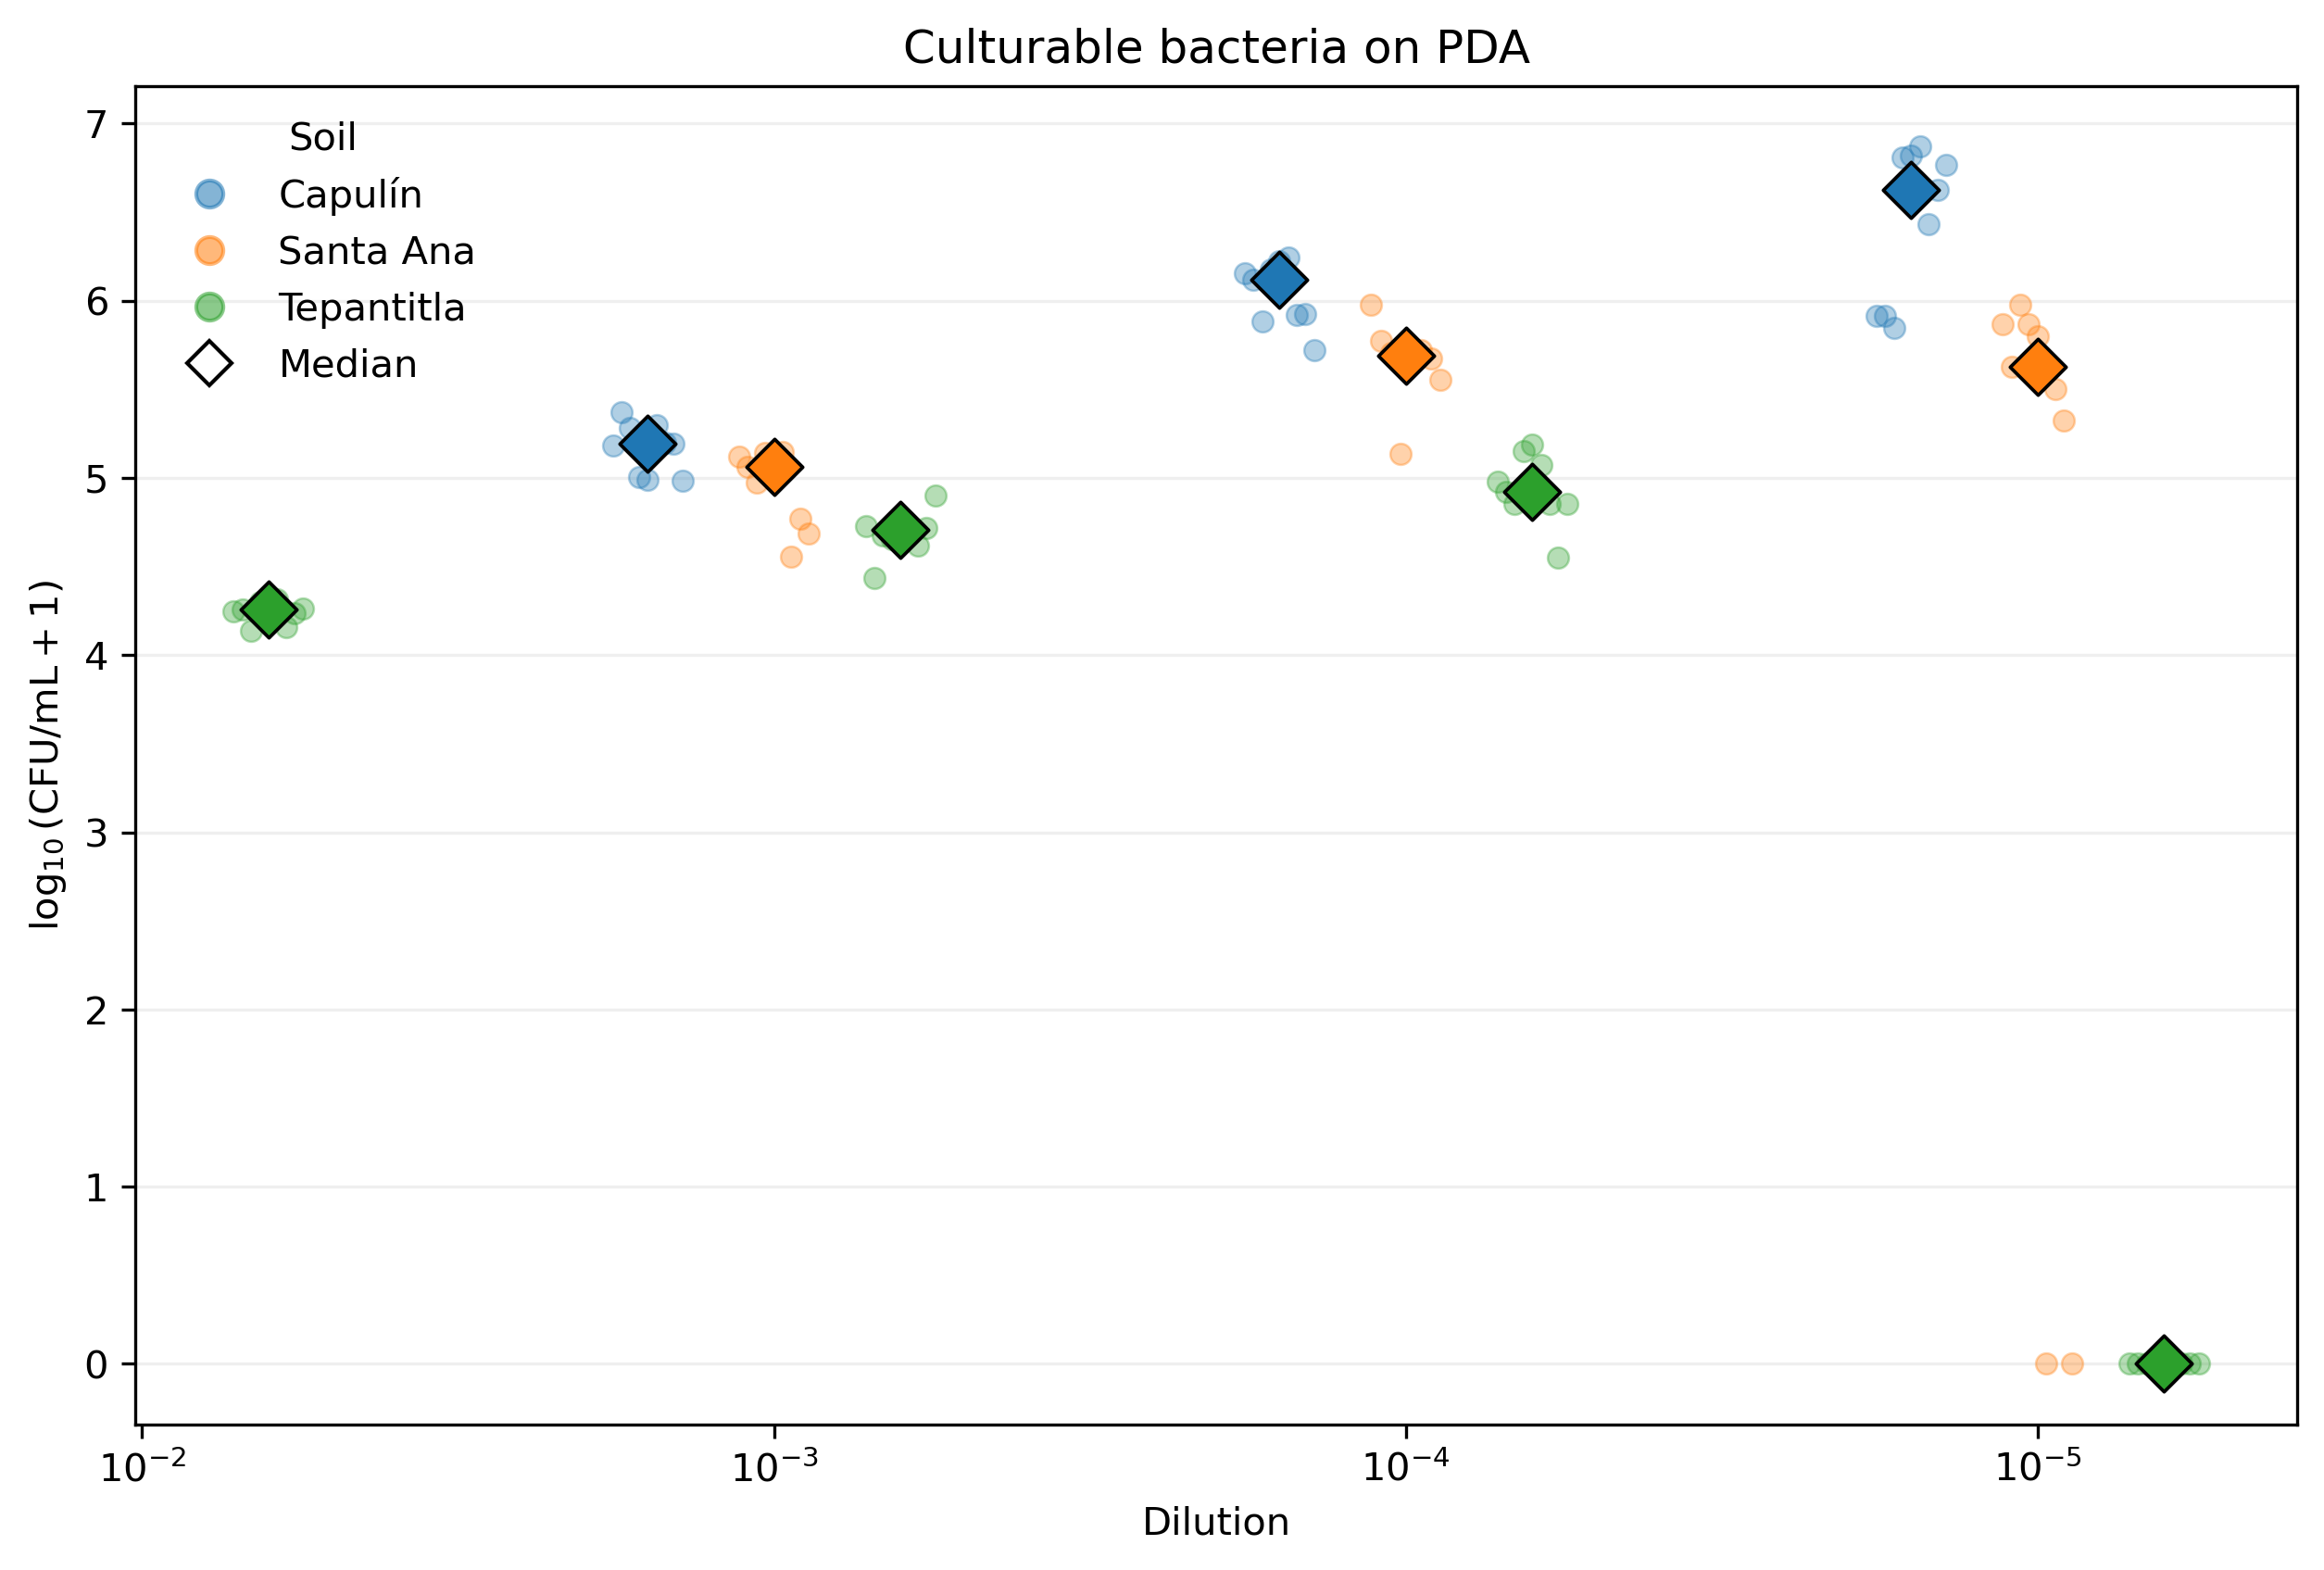 Culturable bacteria on PDA
Soil
Capulín
Santa Ana
Tepantitla
Median
log₁₀(CFU/mL + 1)
7
6
5
4
3
2
1
0
10⁻² 10⁻³ 10⁻⁴ 10⁻⁵
Dilution